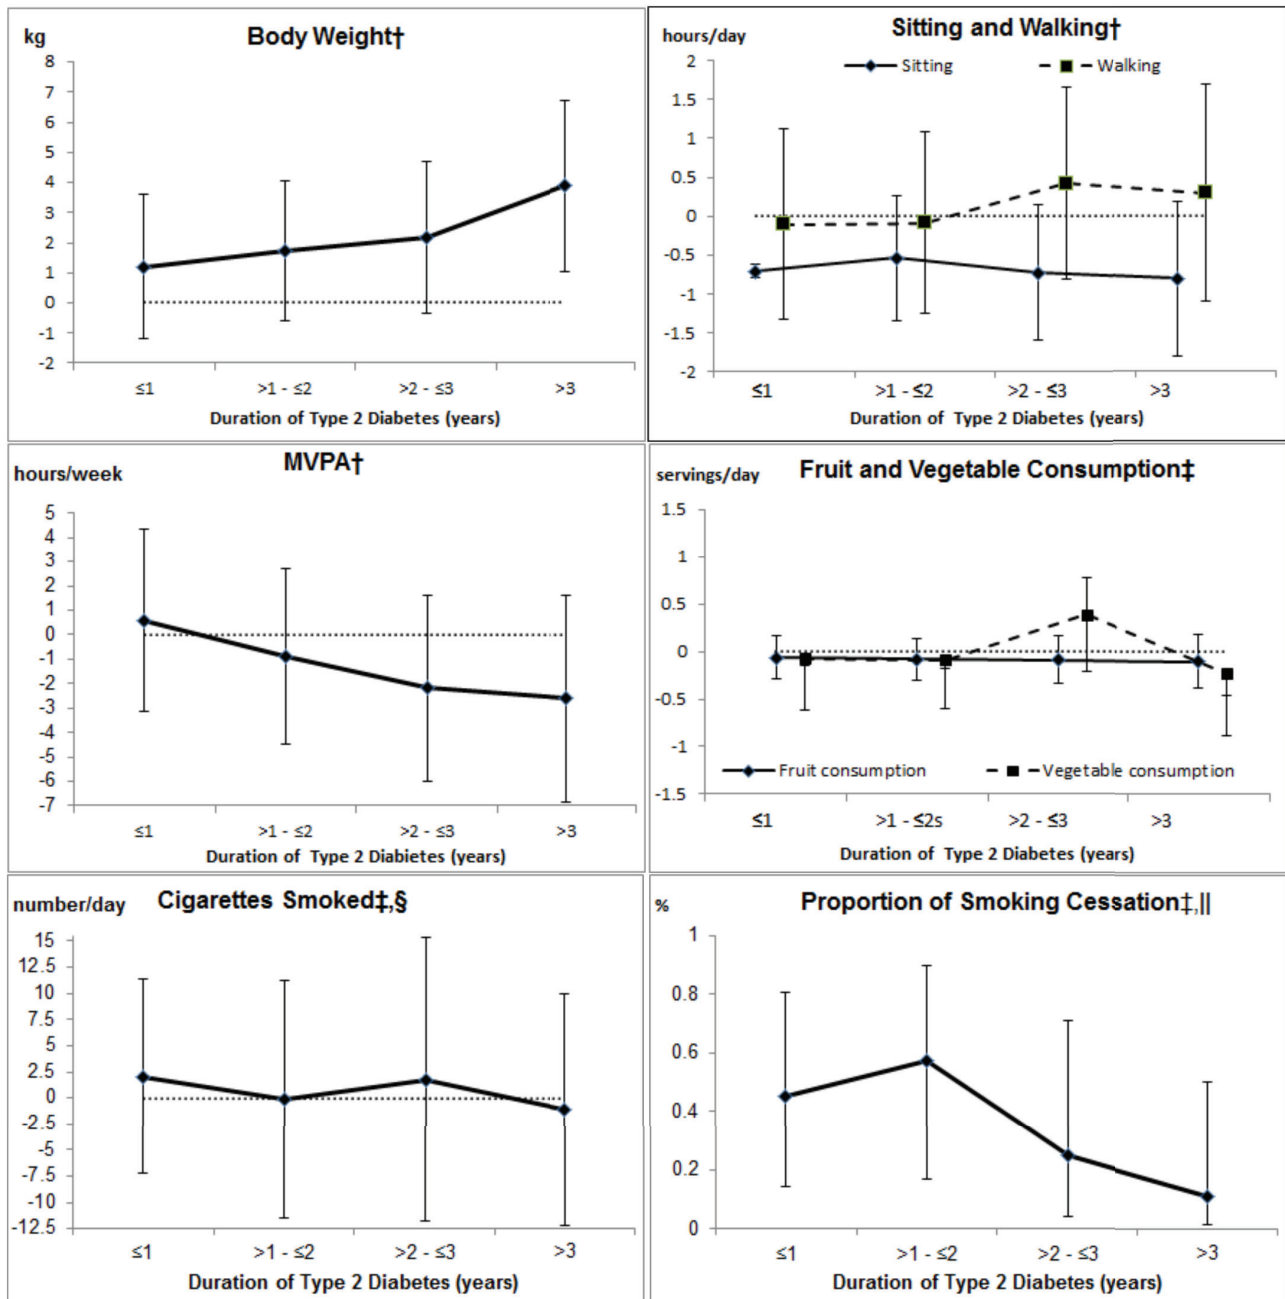 kg
Body Weight†
8
7
6
5
4
3
2
1
0
-1
-2
≤1 >1 - ≤2 >2 - ≤3 >3
Duration of Type 2 Diabetes (years)
hours/day
Sitting and Walking†
Sitting Walking
2
1.5
1
0.5
0
-0.5
-1
-1.5
-2
≤1 >1 - ≤2 >2 - ≤3 >3
Duration of Type 2 Diabetes (years)
MVPA†
hours/week
5
4
3
2
1
0
-1
-2
-3
-4
-5
-6
-7
≤1 >1 - ≤2 >2 - ≤3 >3
Duration of Type 2 Diabietes (years)
servings/day
Fruit and Vegetable Consumption‡
1.5
1
0.5
0
-0.5
-1
-1.5
Fruit consumption Vegetable consumption
≤1 >1 - ≤2s >2 - ≤3 >3
Duration of Type 2 Diabetes (years)
number/day
Cigarettes Smoked‡,§
15
12.5
10
7.5
5
2.5
0
-2.5
-5
-7.5
-10
-12.5
≤1 >1 - ≤2 >2 - ≤3 >3
Duration of Type 2 Diabetes (years)
%
Proportion of Smoking Cessation‡,||
1
0.8
0.6
0.4
0.2
0
≤1 >1 - ≤2 >2 - ≤3 >3
Duration of Type 2 Diabetes (years)